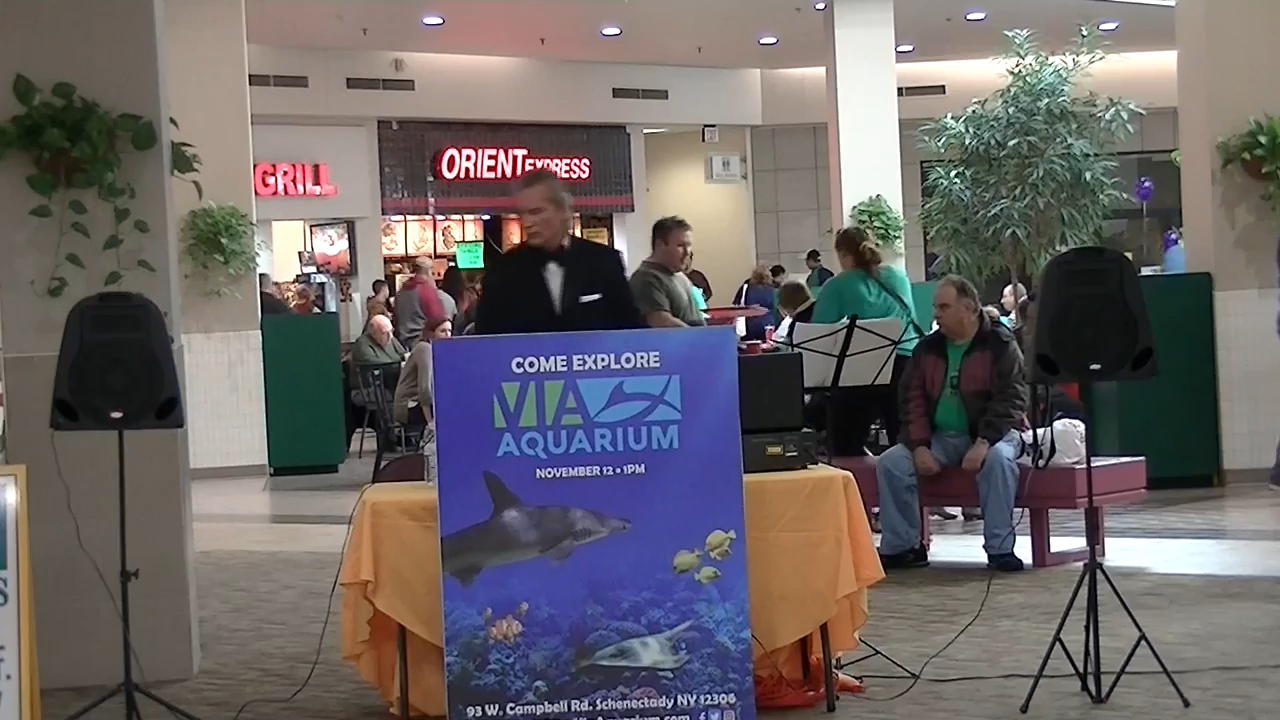 GRILL
ORIENT EXPRESS
COME EXPLORE
VIA
AQUARIUM
NOVEMBER 12 • 1PM
93 W. Campbell Rd. Schenectady NY 12306